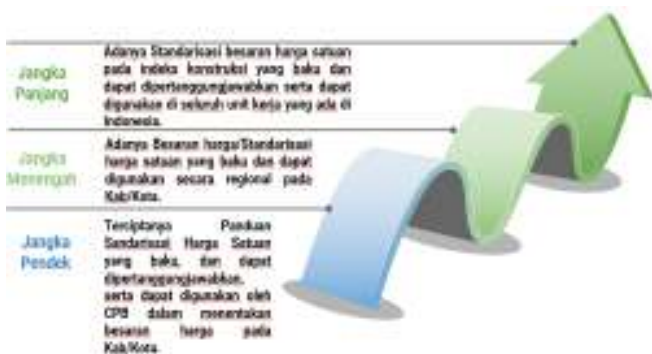 Jangka
Panjang
Adanya Standarisasi besaran harga satuan
pada indeks konstruksi yang baku dan
dapat dipertanggungjawabkan serta dapat
digunakan di seluruh unit kerja yang ada di
Indonesia.
Jangka
Menengah
Adanya Besaran harga/Standarisasi
harga satuan yang baku dan dapat
digunakan secara regional pada
Kab/Kota.
Jangka
Pendek
Terciptanya Panduan
Sandarisasi Harga Satuan
yang baku, dan dapat
dipertanggungjawabkan,
serta dapat digunakan oleh
CPB dalam menentukan
besaran harga pada
Kab/Kota.